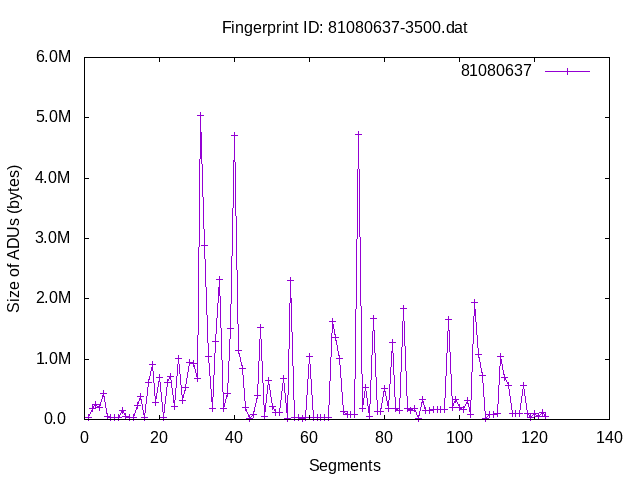 Fingerprint ID: 81080637-3500.dat
81080637
6.0M
5.0M
4.0M
3.0M
2.0M
1.0M
0.0
Size of ADUs (bytes)
0 20 40 60 80 100 120 140
Segments